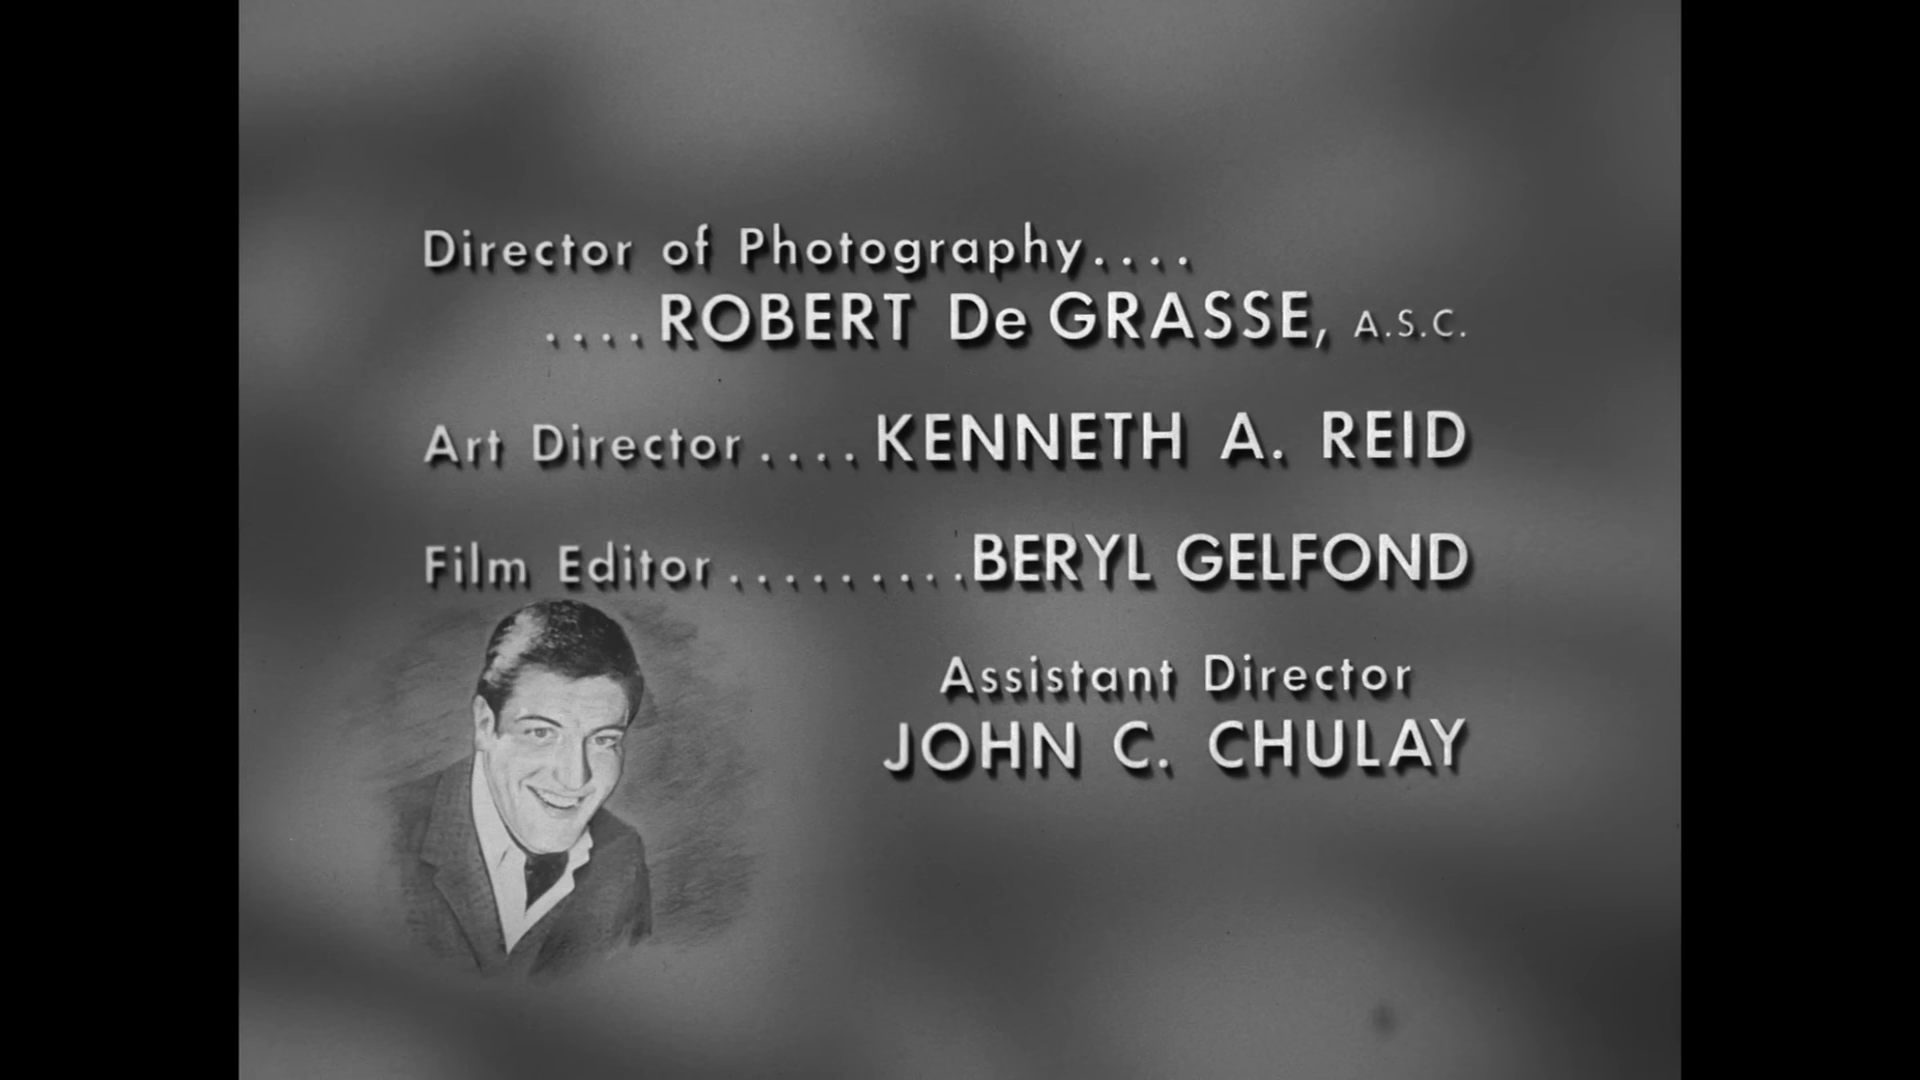 Director of Photography....
....ROBERT De GRASSE, A.S.C.
Art Director....KENNETH A. REID
Film Editor.........BERYL GELFOND
Assistant Director
JOHN C. CHULAY